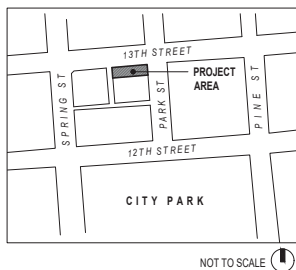 13TH STREET
PROJECT
AREA
SPRING ST
PARK ST
PINE ST
12TH STREET
CITY PARK
NOT TO SCALE